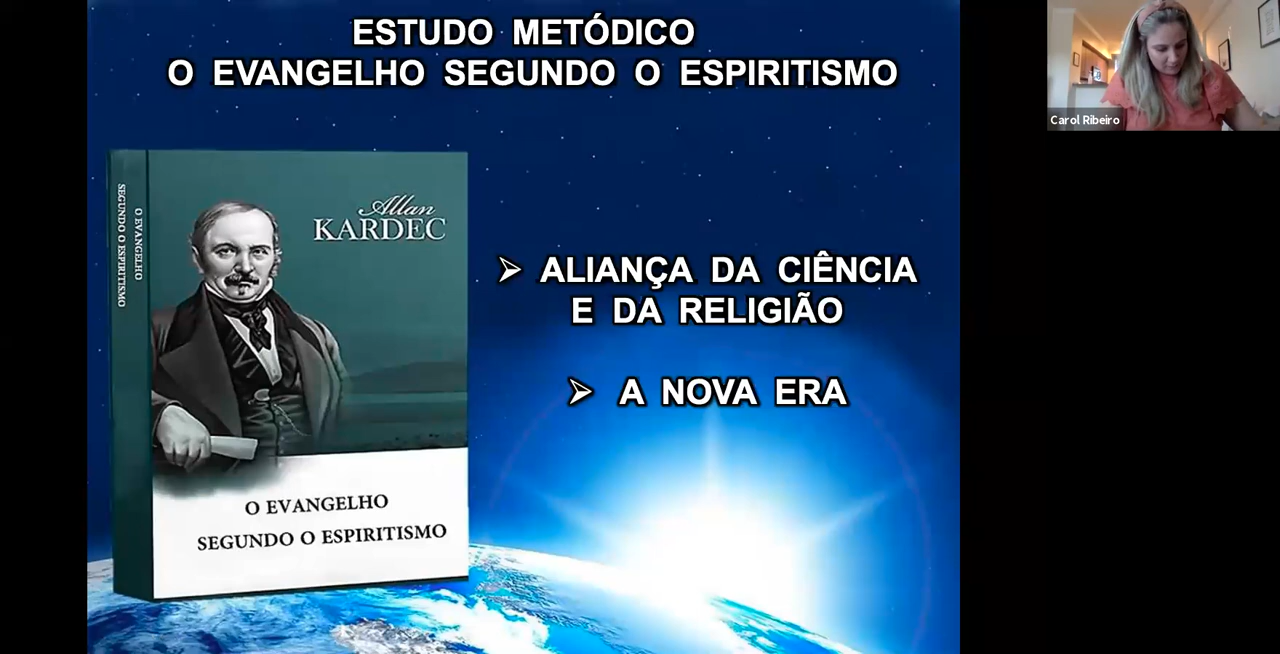 ESTUDO METÓDICO
O EVANGELHO SEGUNDO O ESPIRITISMO
Carol Ribeiro
O EVANGELHO
SEGUNDO O ESPIRITISMO
Allan
KARDEC
➢ ALIANÇA DA CIÊNCIA
E DA RELIGIÃO
➢ A NOVA ERA
O EVANGELHO
SEGUNDO O ESPIRITISMO